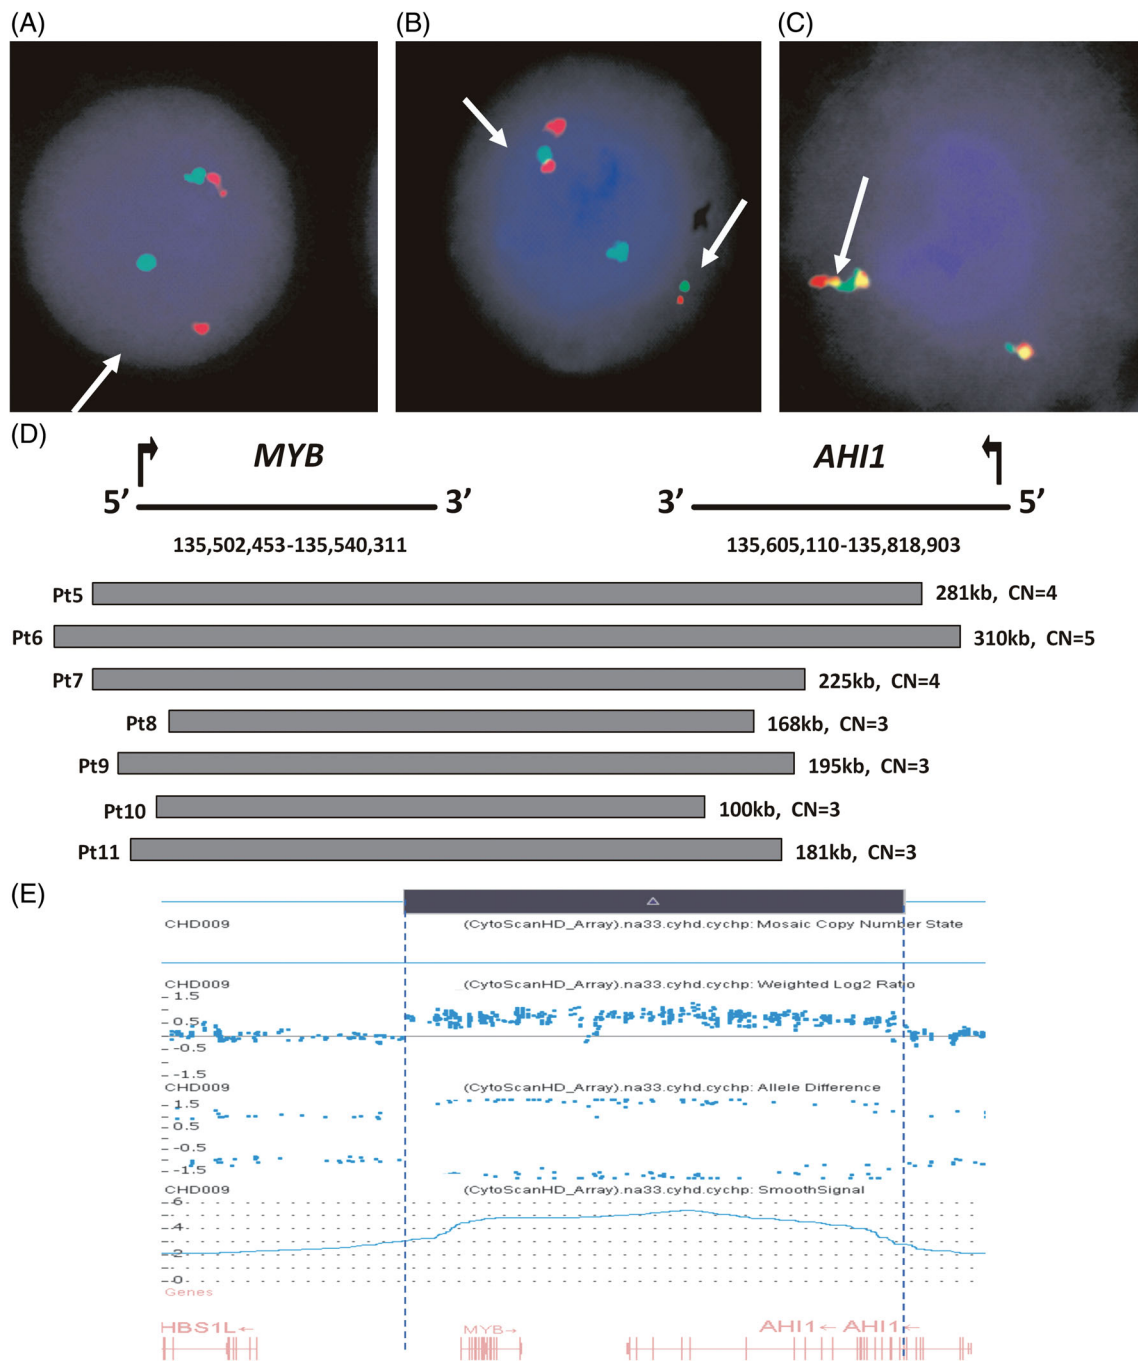 (A)
(B)
(C)
(D)
MYB
AHI1
5’
3’
3’
5’
135,502,453-135,540,311
135,605,110-135,818,903
Pt5
281kb, CN=4
Pt6
310kb, CN=5
Pt7
225kb, CN=4
Pt8
168kb, CN=3
Pt9
195kb, CN=3
Pt10
100kb, CN=3
Pt11
181kb, CN=3
(E)
CHD009
(CytoScanHD_Array).na33.cyhd.cychp: Mosaic Copy Number State
CHD009
(CytoScanHD_Array).na33.cyhd.cychp: Weighted Log2 Ratio
1.5
0.5
-0.5
-1.5
CHD009
(CytoScanHD_Array).na33.cyhd.cychp: Allele Difference
1.5
0.5
-0.5
-1.5
CHD009
(CytoScanHD_Array).na33.cyhd.cychp: SmoothSignal
6
4
2
0
Genes
HBS1L←
MYB→
AHI1← AHI1←